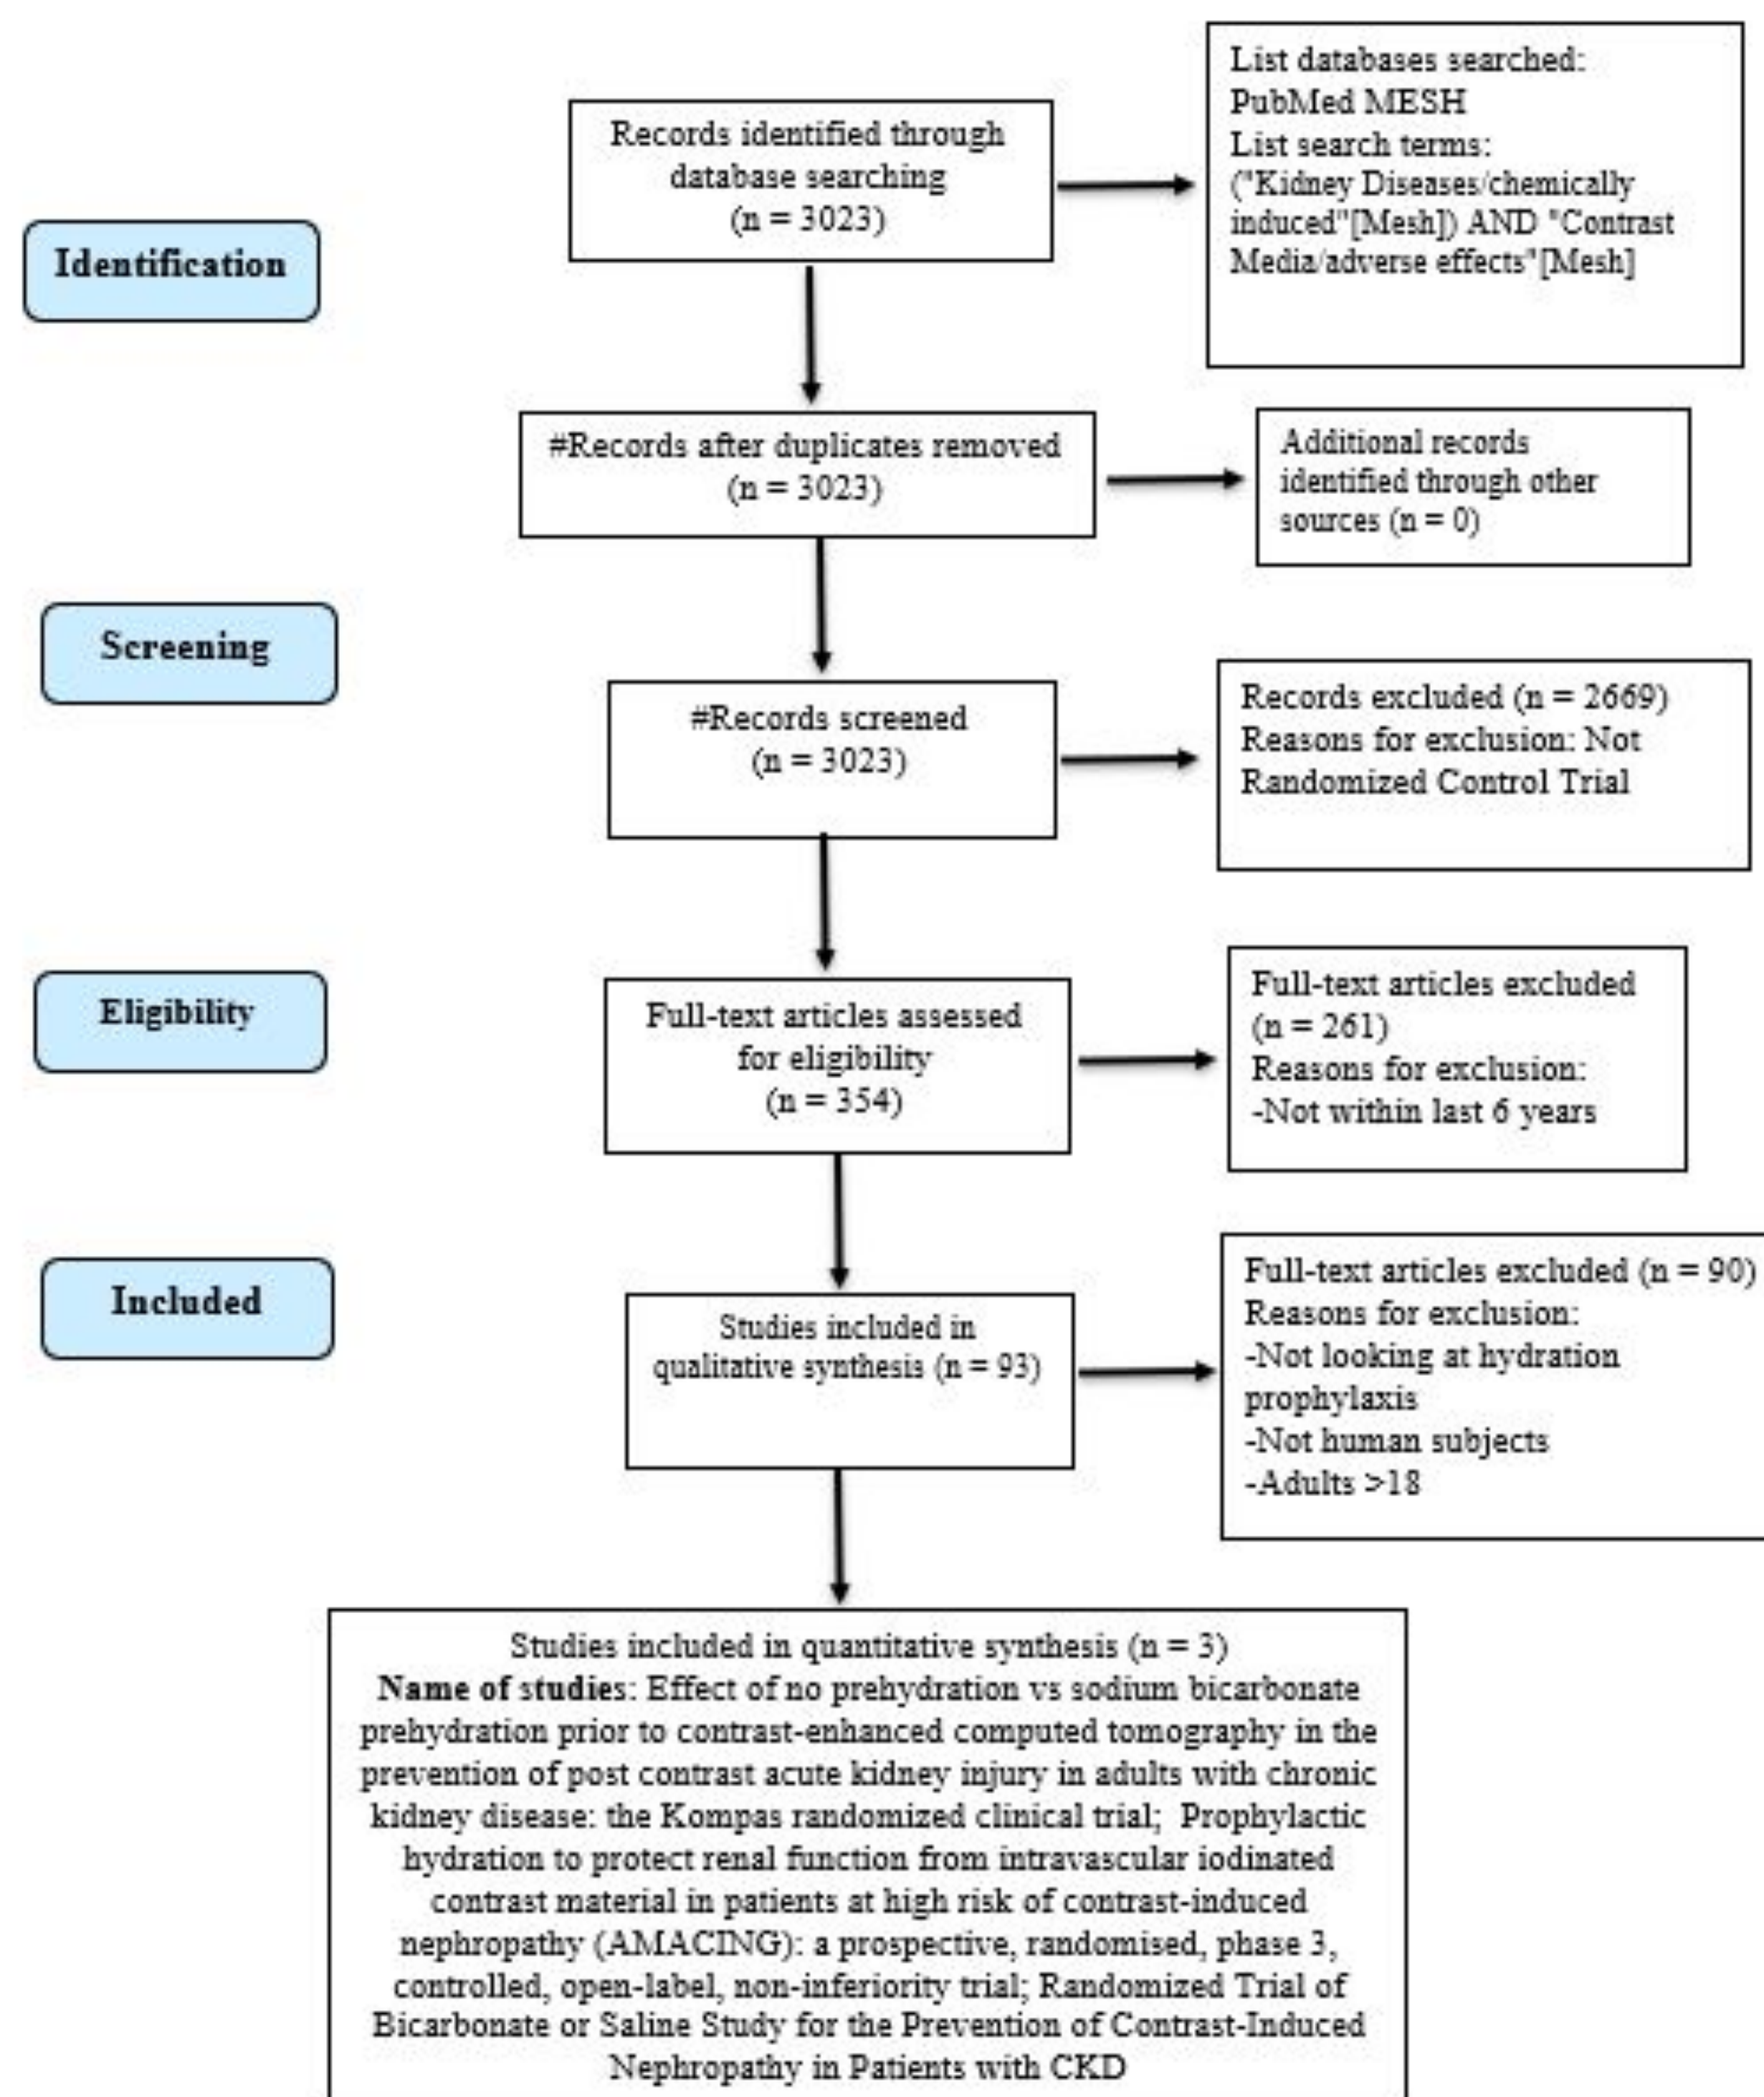 Records identified through
database searching
(n = 3023)
List databases searched:
PubMed MESH
List search terms:
("Kidney Diseases/chemically
induced"[Mesh]) AND "Contrast
Media/adverse effects"[Mesh]
Identification
#Records after duplicates removed
(n = 3023)
Additional records
identified through other
sources (n = 0)
Screening
#Records screened
(n = 3023)
Records excluded (n = 2669)
Reasons for exclusion: Not
Randomized Control Trial
Eligibility
Full-text articles assessed
for eligibility
(n = 354)
Full-text articles excluded
(n = 261)
Reasons for exclusion:
-Not within last 6 years
Included
Studies included in
qualitative synthesis (n = 93)
Full-text articles excluded (n = 90)
Reasons for exclusion:
-Not looking at hydration
prophylaxis
-Not human subjects
-Adults >18
Studies included in quantitative synthesis (n = 3)
Name of studies: Effect of no prehydration vs sodium bicarbonate
prehydration prior to contrast-enhanced computed tomography in the
prevention of post contrast acute kidney injury in adults with chronic
kidney disease: the Kompas randomized clinical trial; Prophylactic
hydration to protect renal function from intravascular iodinated
contrast material in patients at high risk of contrast-induced
nephropathy (AMACING): a prospective, randomised, phase 3,
controlled, open-label, non-inferiority trial; Randomized Trial of
Bicarbonate or Saline Study for the Prevention of Contrast-Induced
Nephropathy in Patients with CKD